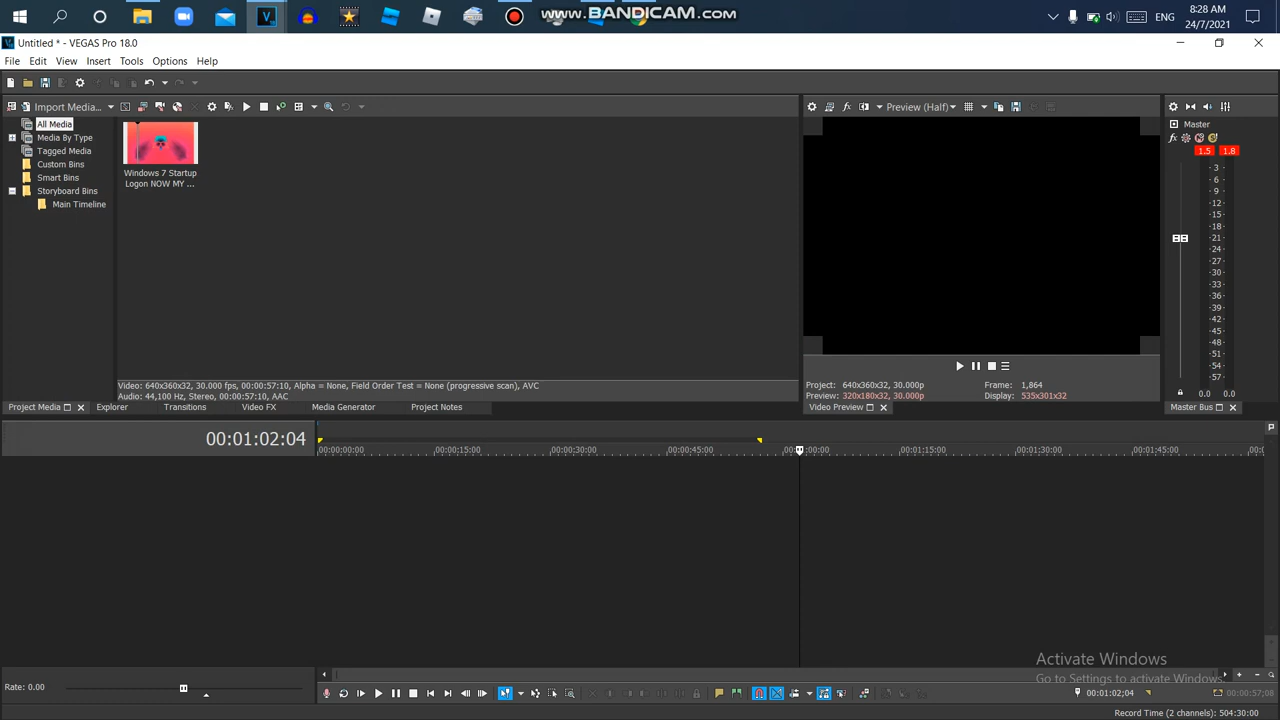 www.BANDICAM.com
ENG
8:28 AM
24/7/2021
Untitled * - VEGAS Pro 18.0
File Edit View Insert Tools Options Help
Import Media...
All Media
Media By Type
Tagged Media
Custom Bins
Smart Bins
Storyboard Bins
Main Timeline
Windows 7 Startup
Logon NOW MY ...
Video: 640x360x32, 30.000 fps, 00:00:57:10, Alpha = None, Field Order Test = None (progressive scan), AVC
Audio: 44,100 Hz, Stereo, 00:00:57:10, AAC
Project Media Explorer Transitions Video FX Media Generator Project Notes
Preview (Half)
Project: 640x360x32, 30.000p
Frame: 1,864
Preview: 320x180x32, 30.000p
Display: 535x301x32
Video Preview
Master
fx
1.5 1.8
3
6
9
12
15
18
21
24
27
30
33
36
39
42
45
48
51
54
57
0.0 0.0
Master Bus
00:01:02:04
00:00:00:00 00:00:15:00 00:00:30:00 00:00:45:00 00:01:15:00 00:01:30:00 00:01:45:00
Activate Windows
Go to Settings to activate Windows.
Rate: 0.00
00:01:02;04
00:00:57;08
Record Time (2 channels): 504:30:00